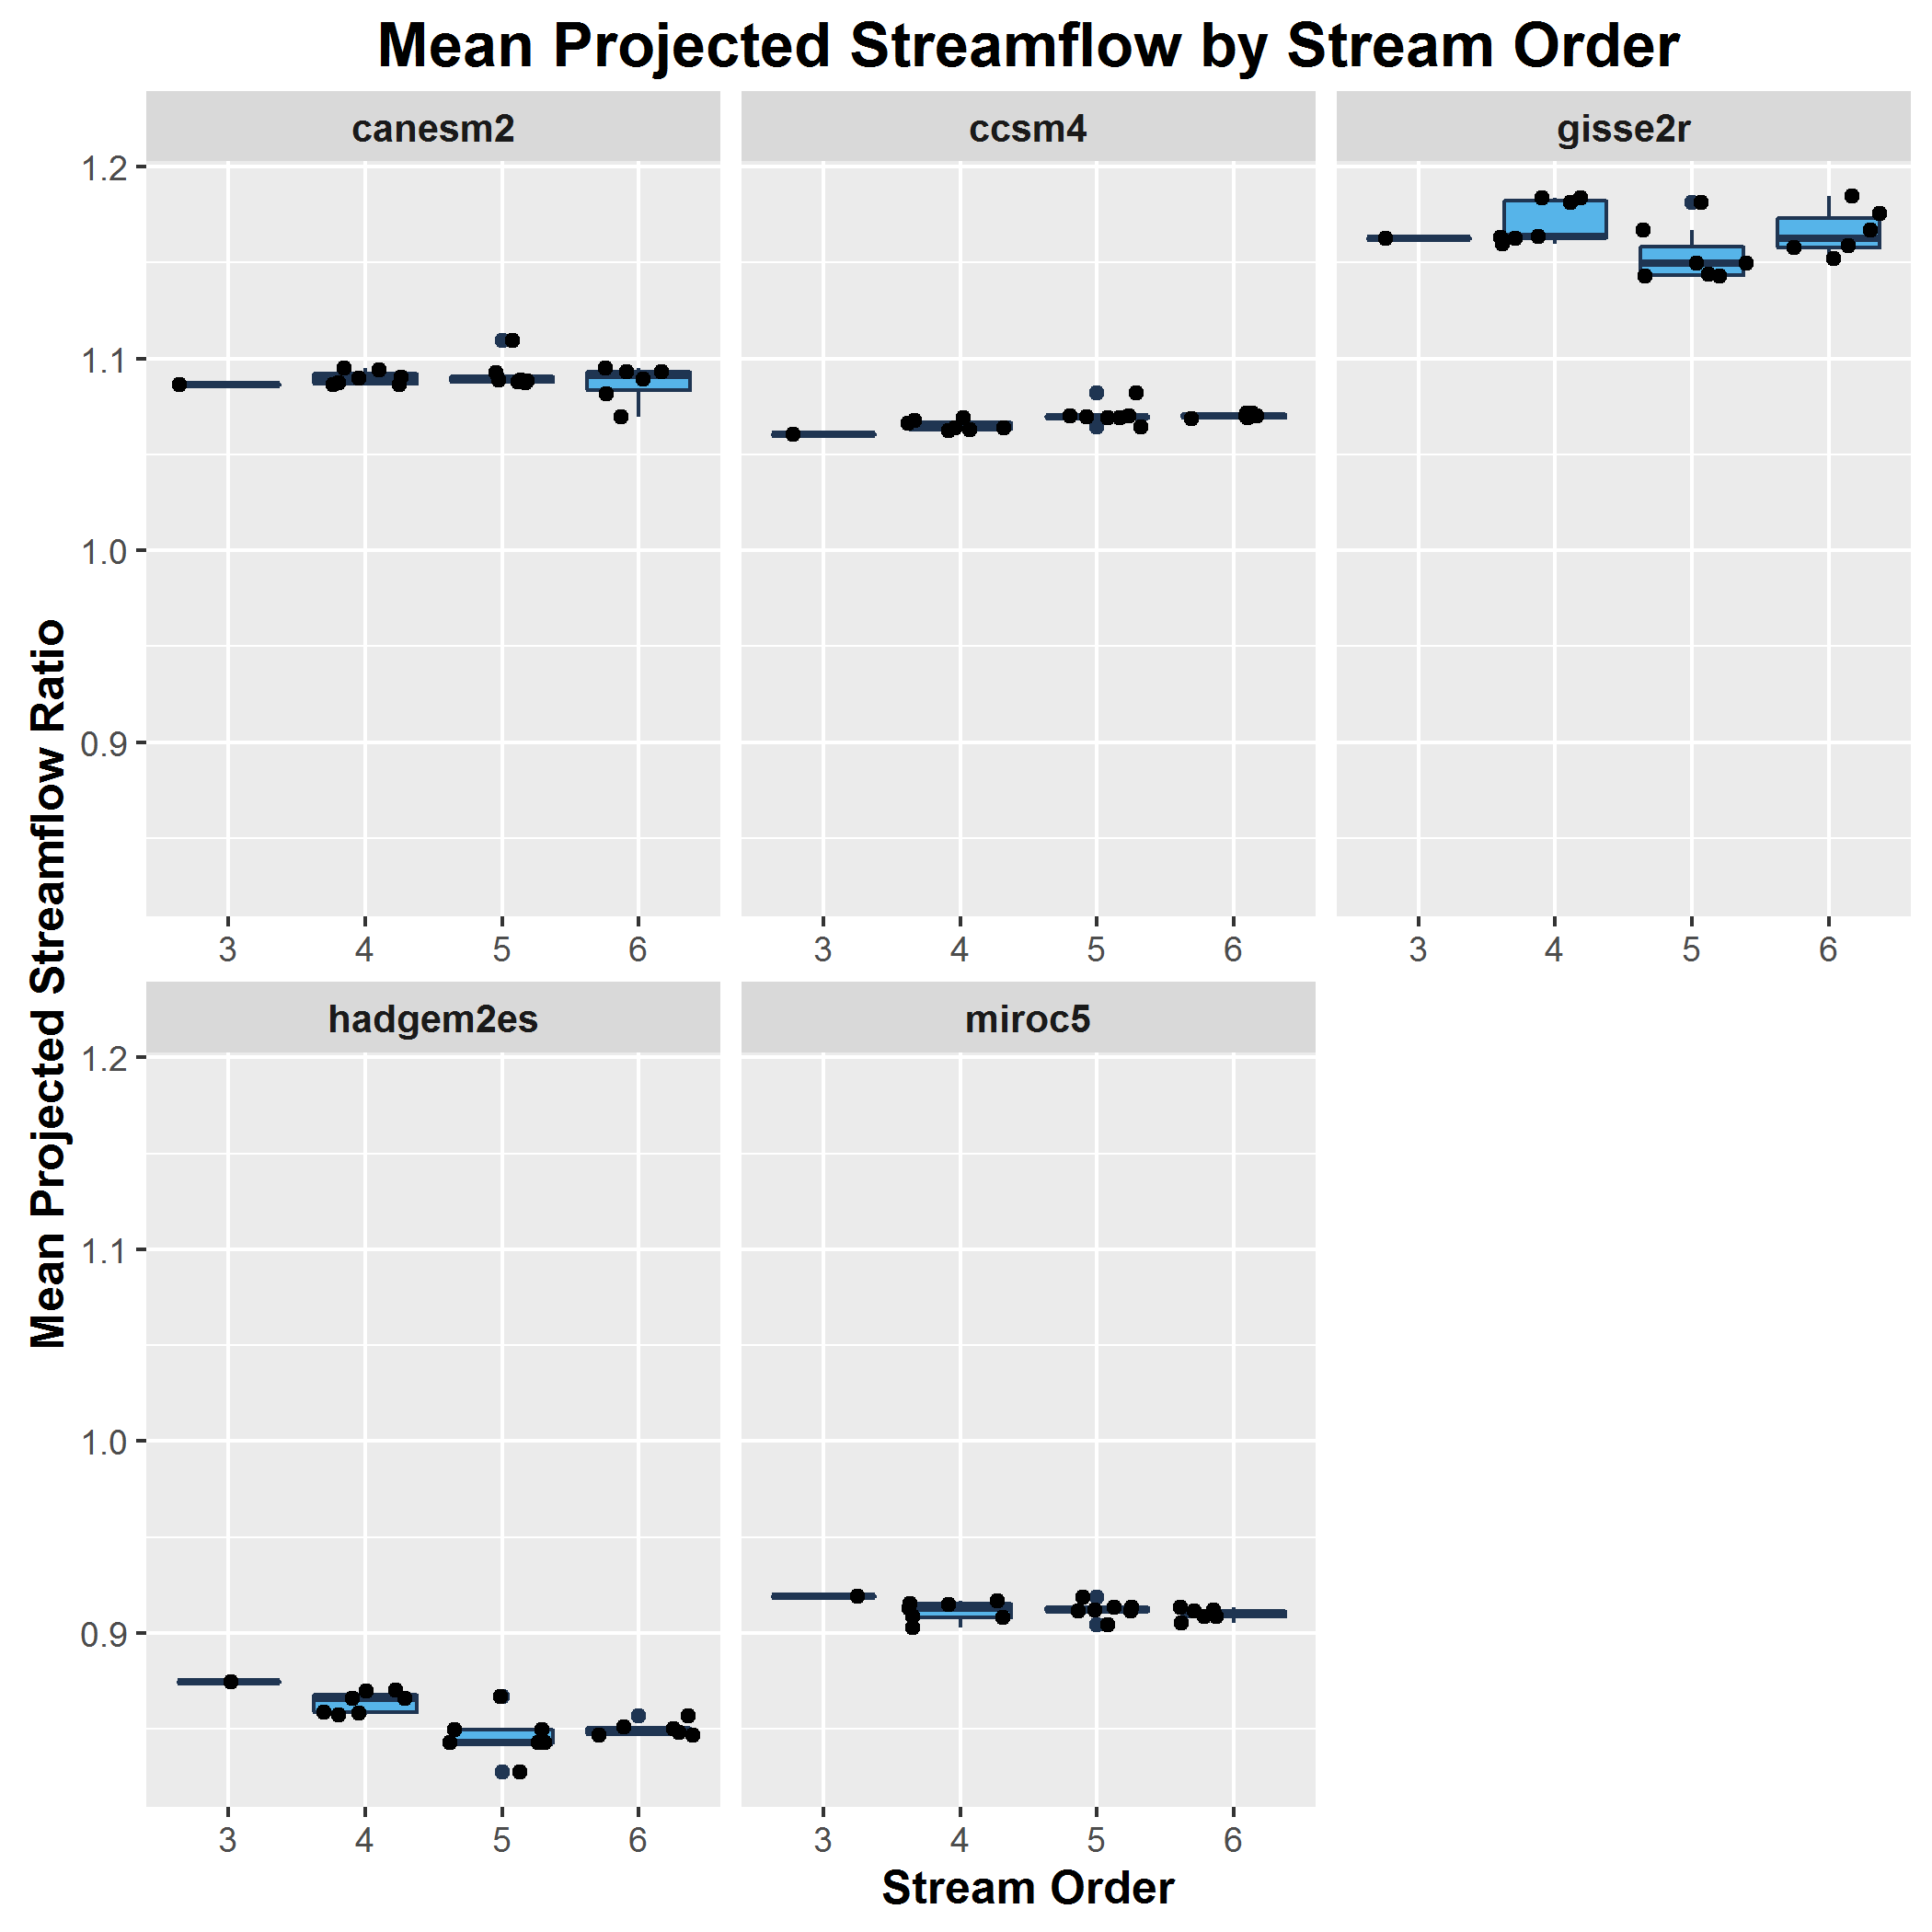 Mean Projected Streamflow by Stream Order
canesm2
ccsm4
gisse2r
1.2
1.1
1.0
0.9
3 4 5 6
3 4 5 6
3 4 5 6
Mean Projected Streamflow Ratio
hadgem2es
miroc5
1.2
1.1
1.0
0.9
3 4 5 6
3 4 5 6
Stream Order